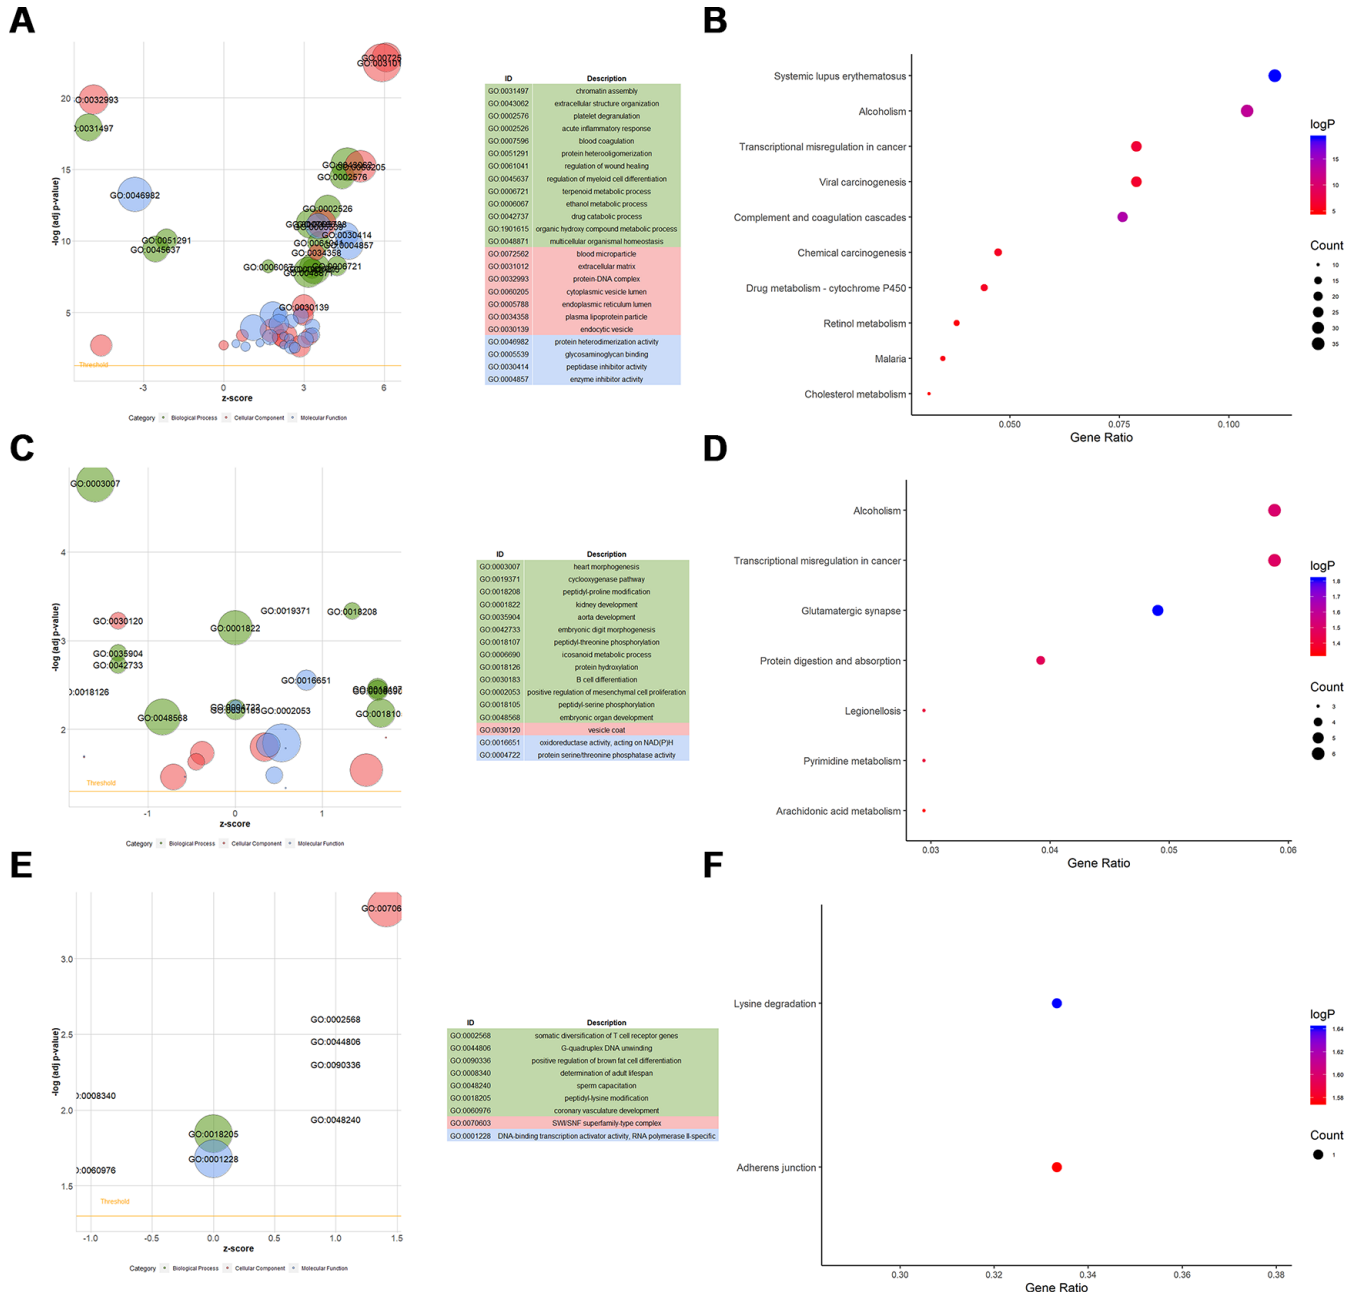 A
-log (adj p-value)
20
15
10
5
-3
0
3
6
z-score
GO:0032993
GO:0031497
GO:0046982
GO:0051291
GO:0045637
GO:0002576
GO:0002526
GO:0030414
GO:0004857
GO:0034358
GO:0006721
GO:0030139
Threshold
Category Biological Process Cellular Component Molecular Function
ID Description
GO:0031497 chromatin assembly
GO:0043062 extracellular structure organization
GO:0002576 platelet degranulation
GO:0002526 acute inflammatory response
GO:0007596 blood coagulation
GO:0051291 protein heterooligomerization
GO:0061041 regulation of wound healing
GO:0045637 regulation of myeloid cell differentiation
GO:0006721 terpenoid metabolic process
GO:0006067 ethanol metabolic process
GO:0042737 drug catabolic process
GO:1901615 organic hydroxy compound metabolic process
GO:0048871 multicellular organismal homeostasis
GO:0072562 blood microparticle
GO:0031012 extracellular matrix
GO:0032993 protein-DNA complex
GO:0060205 cytoplasmic vesicle lumen
GO:0005788 endoplasmic reticulum lumen
GO:0034358 plasma lipoprotein particle
GO:0030139 endocytic vesicle
GO:0046982 protein heterodimerization activity
GO:0005539 glycosaminoglycan binding
GO:0030414 peptidase inhibitor activity
GO:0004857 enzyme inhibitor activity
B
Systemic lupus erythematosus
Alcoholism
Transcriptional misregulation in cancer
Viral carcinogenesis
Complement and coagulation cascades
Chemical carcinogenesis
Drug metabolism - cytochrome P450
Retinol metabolism
Malaria
Cholesterol metabolism
0.050 0.075 0.100
Gene Ratio
logP
15
10
5
Count
10
15
20
25
30
35
C
-log (adj p-value)
4
3
2
-1 0 1
z-score
GO:0003007
GO:0019371
GO:0018208
GO:0030120
GO:0001822
GO:0035904
GO:0042733
GO:0016651
GO:0018126
GO:0048568
GO:0004722
GO:0002053
GO:001810
Threshold
Category Biological Process Cellular Component Molecular Function
ID Description
GO:0003007 heart morphogenesis
GO:0019371 cyclooxygenase pathway
GO:0018208 peptidyl-proline modification
GO:0001822 kidney development
GO:0035904 aorta development
GO:0042733 embryonic digit morphogenesis
GO:0018107 peptidyl-threonine phosphorylation
GO:0006690 icosanoid metabolic process
GO:0018126 protein hydroxylation
GO:0030183 B cell differentiation
GO:0002053 positive regulation of mesenchymal cell proliferation
GO:0018105 peptidyl-serine phosphorylation
GO:0048568 embryonic organ development
GO:0030120 vesicle coat
GO:0016651 oxidoreductase activity, acting on NAD(P)H
GO:0004722 protein serine/threonine phosphatase activity
D
Alcoholism
Transcriptional misregulation in cancer
Glutamatergic synapse
Protein digestion and absorption
Legionellosis
Pyrimidine metabolism
Arachidonic acid metabolism
0.03 0.04 0.05 0.06
Gene Ratio
logP
1.8
1.7
1.6
1.5
1.4
Count
3
4
5
6
E
-log (adj p-value)
3.0
2.5
2.0
1.5
-1.0 -0.5 0.0 0.5 1.0 1.5
z-score
GO:00706
GO:0002568
GO:0044806
GO:0090336
GO:0008340
GO:0048240
GO:0018205
GO:0001228
GO:0060976
Threshold
Category Biological Process Cellular Component Molecular Function
ID Description
GO:0002568 somatic diversification of T cell receptor genes
GO:0044806 G-quadruplex DNA unwinding
GO:0090336 positive regulation of brown fat cell differentiation
GO:0008340 determination of adult lifespan
GO:0048240 sperm capacitation
GO:0018205 peptidyl-lysine modification
GO:0060976 coronary vasculature development
GO:0070603 SWI/SNF superfamily-type complex
GO:0001228 DNA-binding transcription activator activity, RNA polymerase II-specific
F
Lysine degradation
Adherens junction
0.30 0.32 0.34 0.36 0.38
Gene Ratio
logP
1.64
1.62
1.60
1.58
Count
1